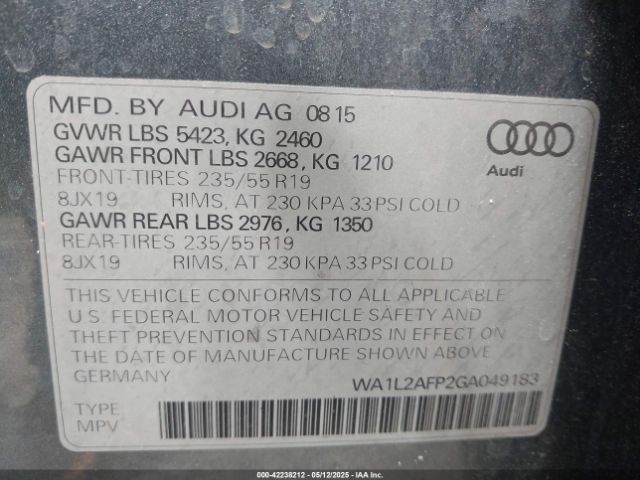 MFD. BY AUDI AG 08 15
GVWR LBS 5423, KG 2460
GAWR FRONT LBS 2668, KG 1210
FRONT-TIRES 235/55 R19
8JX19 RIMS, AT 230 KPA 33 PSI COLD
GAWR REAR LBS 2976, KG 1350
REAR-TIRES 235/55 R19
8JX19 RIMS, AT 230 KPA 33 PSI COLD
Audi
THIS VEHICLE CONFORMS TO ALL APPLICABLE
U.S. FEDERAL MOTOR VEHICLE SAFETY AND
THEFT PREVENTION STANDARDS IN EFFECT ON
THE DATE OF MANUFACTURE SHOWN ABOVE.
GERMANY WA1L2AFP2GA049183
TYPE
MPV
000-42238212 - 05/12/2025 - IAA Inc.